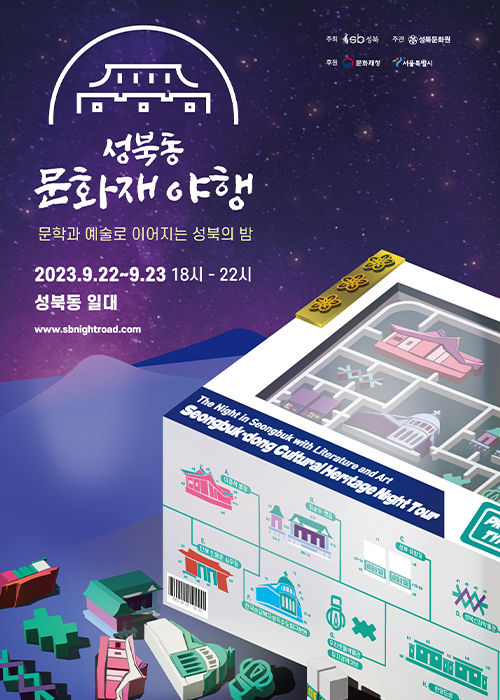 주최 sb성북 주관 성북문화원
후원 문화재청 서울특별시
성북동
문화재 야행
문학과 예술로 이어지는 성북의 밤
2023.9.22~9.23 18시 - 22시
성북동 일대
www.sbnightroad.com
The Night in Seongbuk with Literature and Art
Seongbuk-dong Cultural Heritage Night Tour
A.
B.
C.
D.
E.
F.
H.